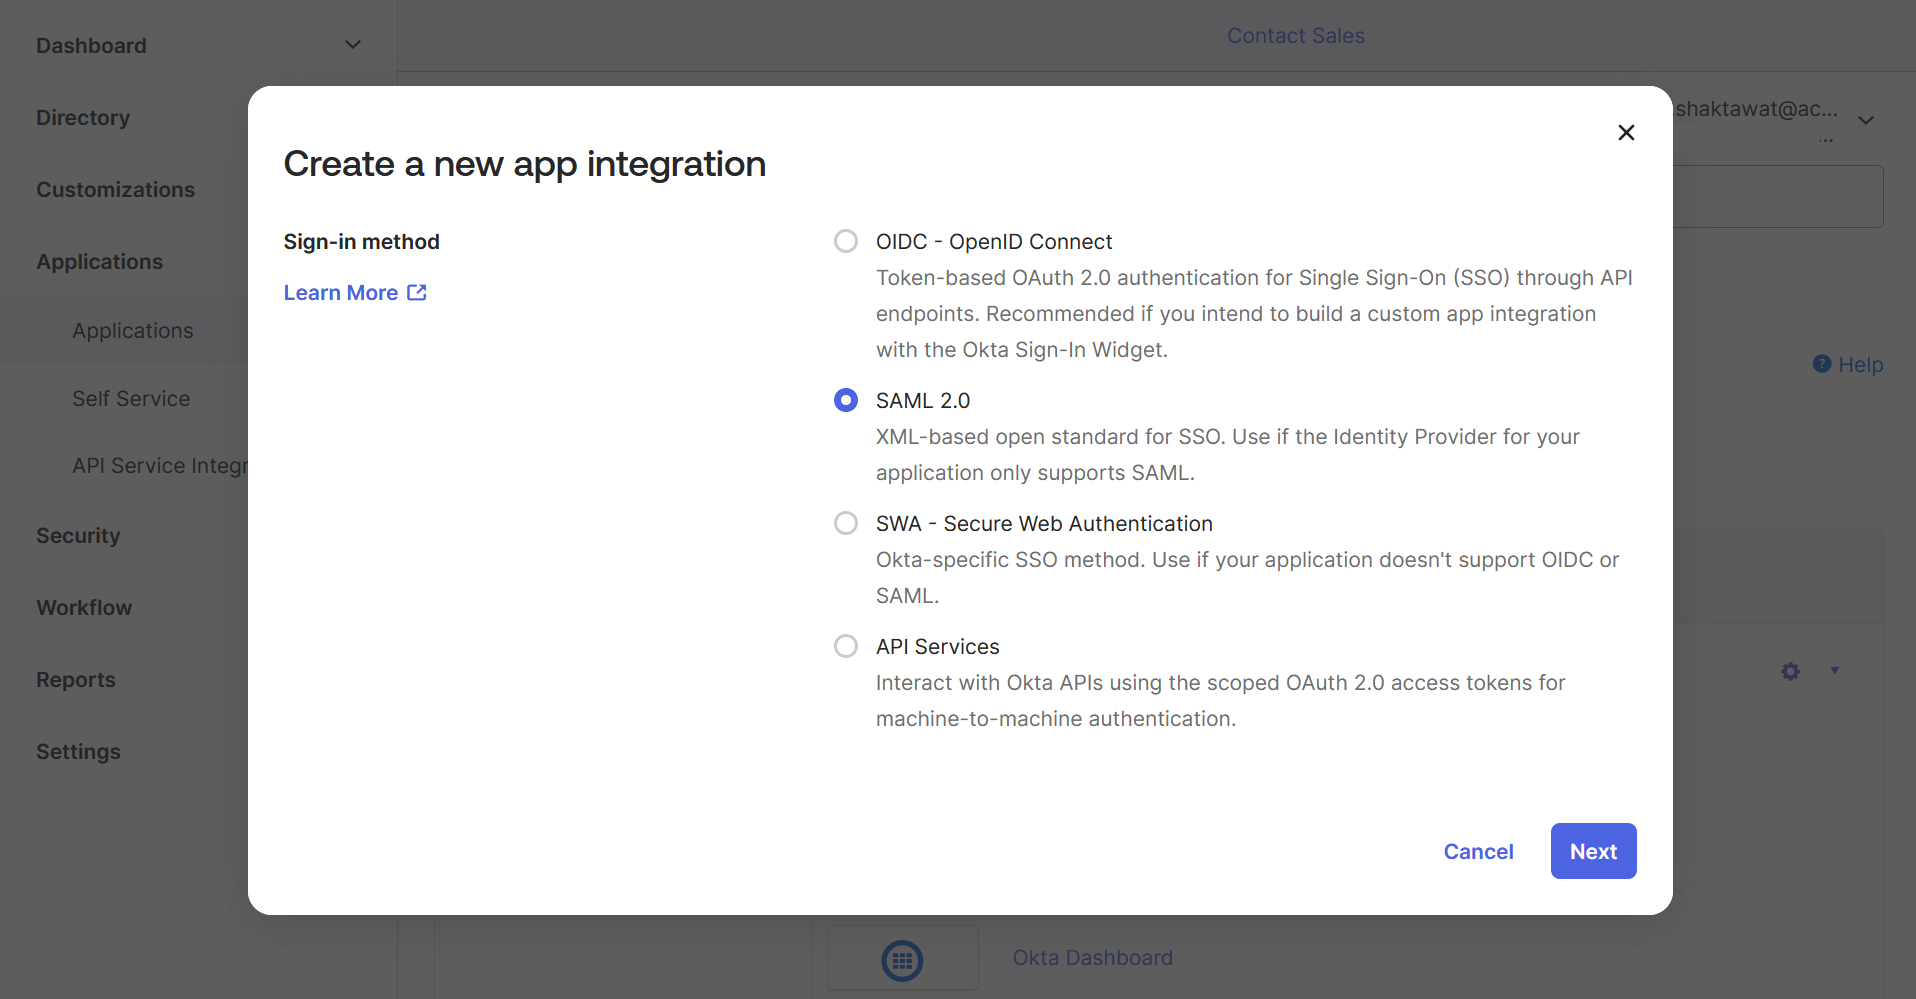 Dashboard
Contact Sales
Directory
shaktawat@ac...
...
Create a new app integration
Customizations
Sign-in method
OIDC - OpenID Connect
Applications
Token-based OAuth 2.0 authentication for Single Sign-On (SSO) through API
Learn More
endpoints. Recommended if you intend to build a custom app integration
Applications
with the Okta Sign-In Widget.
Help
Self Service
SAML 2.0
XML-based open standard for SSO. Use if the Identity Provider for your
API Service Integr
application only supports SAML.
Security
SWA - Secure Web Authentication
Okta-specific SSO method. Use if your application doesn't support OIDC or
Workflow
SAML.
API Services
Reports
Interact with Okta APIs using the scoped OAuth 2.0 access tokens for
machine-to-machine authentication.
Settings
Cancel
Next
Okta Dashboard